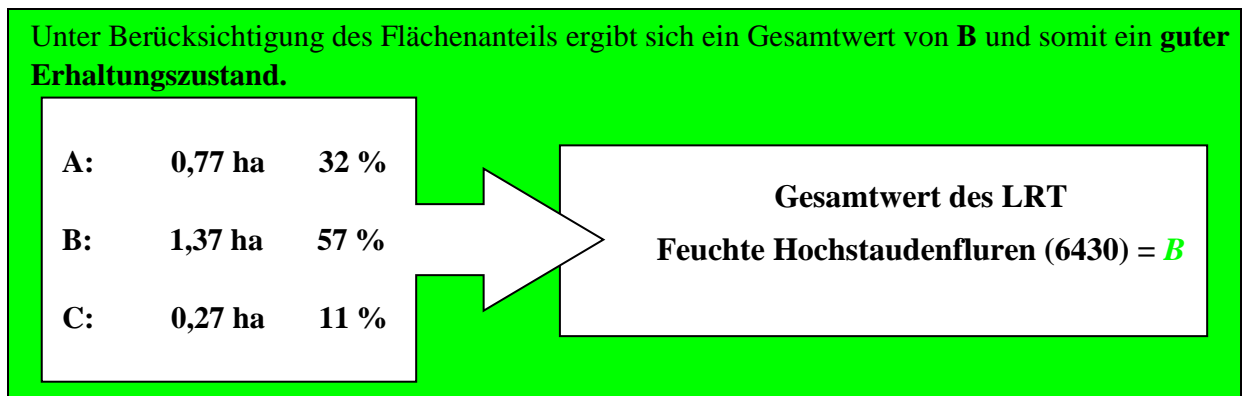 Unter Berücksichtigung des Flächenanteils ergibt sich ein Gesamtwert von B und somit ein guter
Erhaltungszustand.
A: 0,77 ha 32 %
B: 1,37 ha 57 %
C: 0,27 ha 11 %
Gesamtwert des LRT
Feuchte Hochstaudenfluren (6430) = B